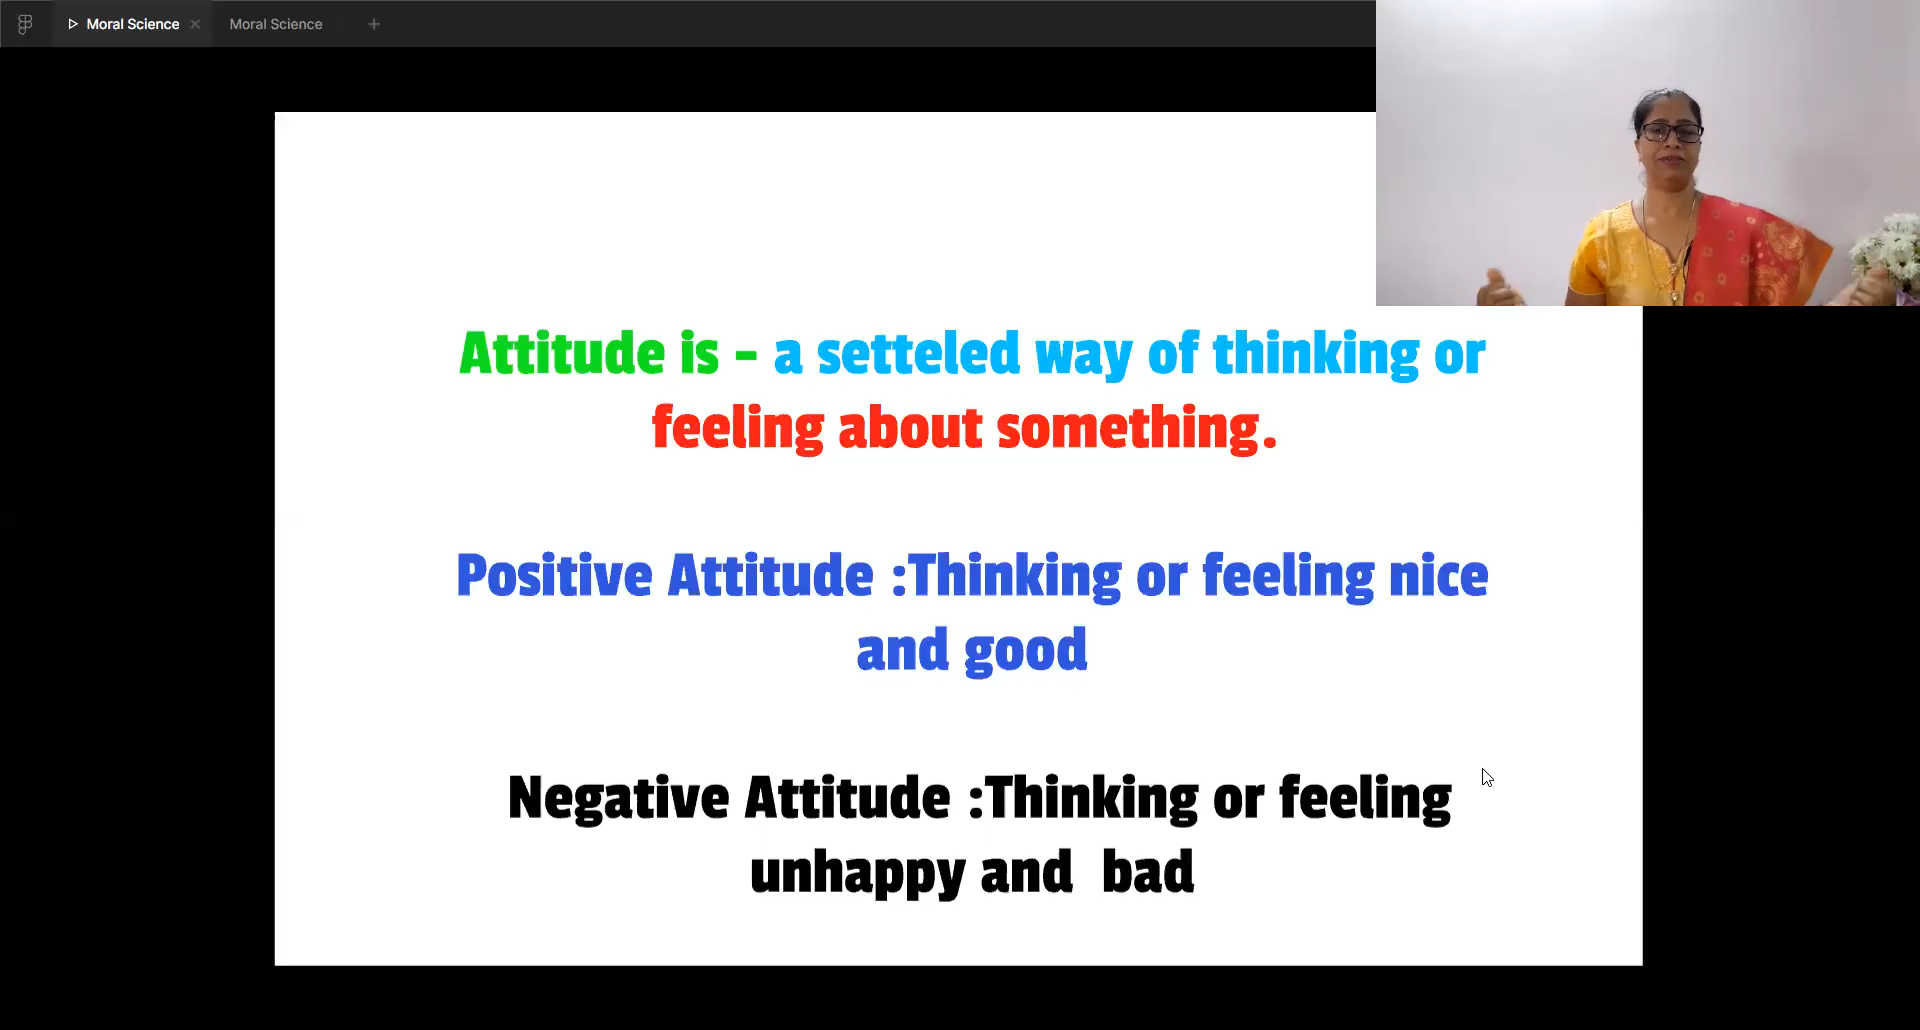 Moral Science
Moral Science
Attitude is - a setteled way of thinking or
feeling about something.
Positive Attitude :Thinking or feeling nice
and good
Negative Attitude :Thinking or feeling
unhappy and  bad